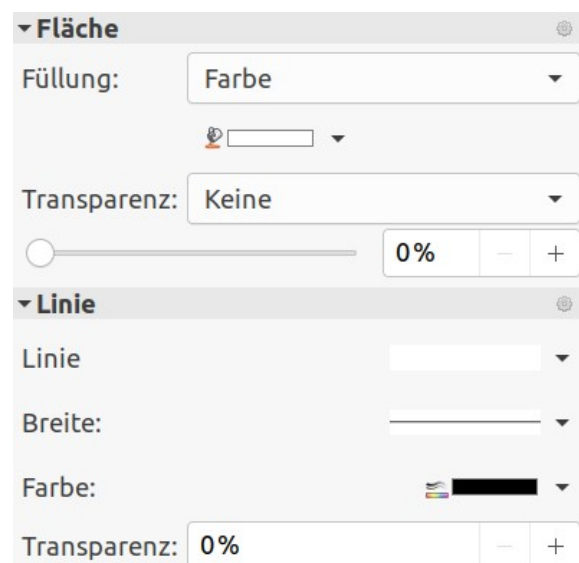 Fläche
Füllung: Farbe
Transparenz: Keine
0%
Linie
Linie
Breite:
Farbe:
Transparenz: 0%